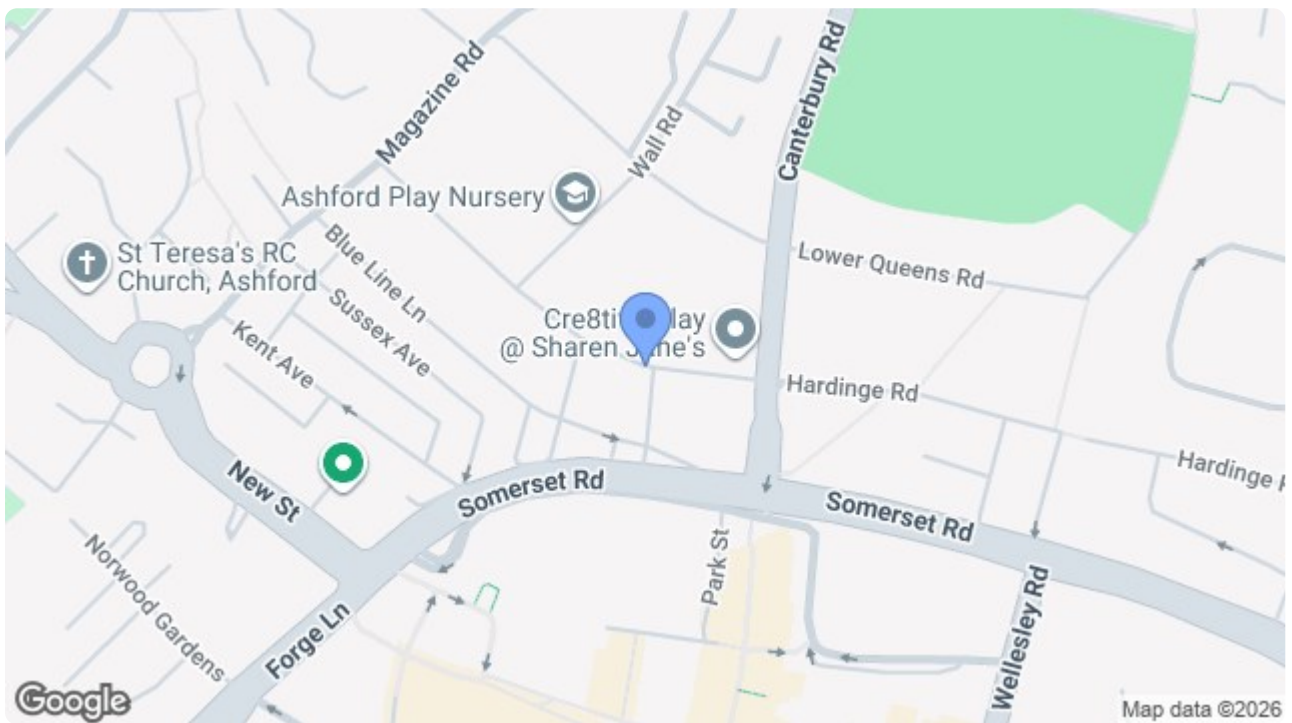 Magazine Rd
Wall Rd
Canterbury Rd
Ashford Play Nursery
St Teresa's RC
Church, Ashford
Blue Line Ln
Sussex Ave
Kent Ave
Lower Queens Rd
@ Sharen
Hardinge Rd
Hardinge
New St
Somerset Rd
Somerset Rd
Park St
Norwood Gardens
Forge Ln
Wellesley Rd
Google
Map data ©2026